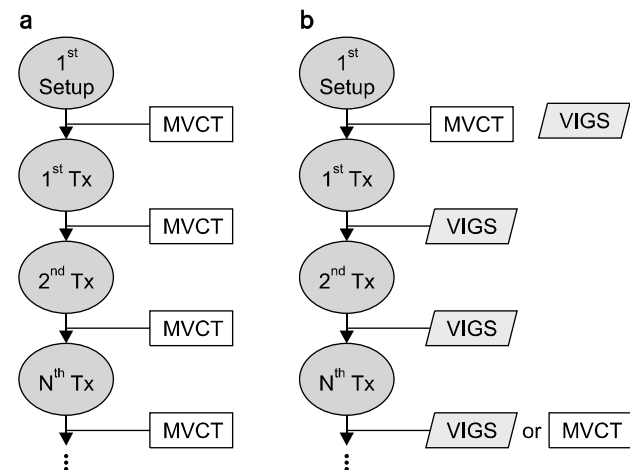 a
b
1st
Setup
1st
Setup
MVCT
MVCT
VIGS
1st Tx
1st Tx
MVCT
VIGS
2nd Tx
2nd Tx
MVCT
VIGS
Nth Tx
Nth Tx
MVCT
VIGS or MVCT